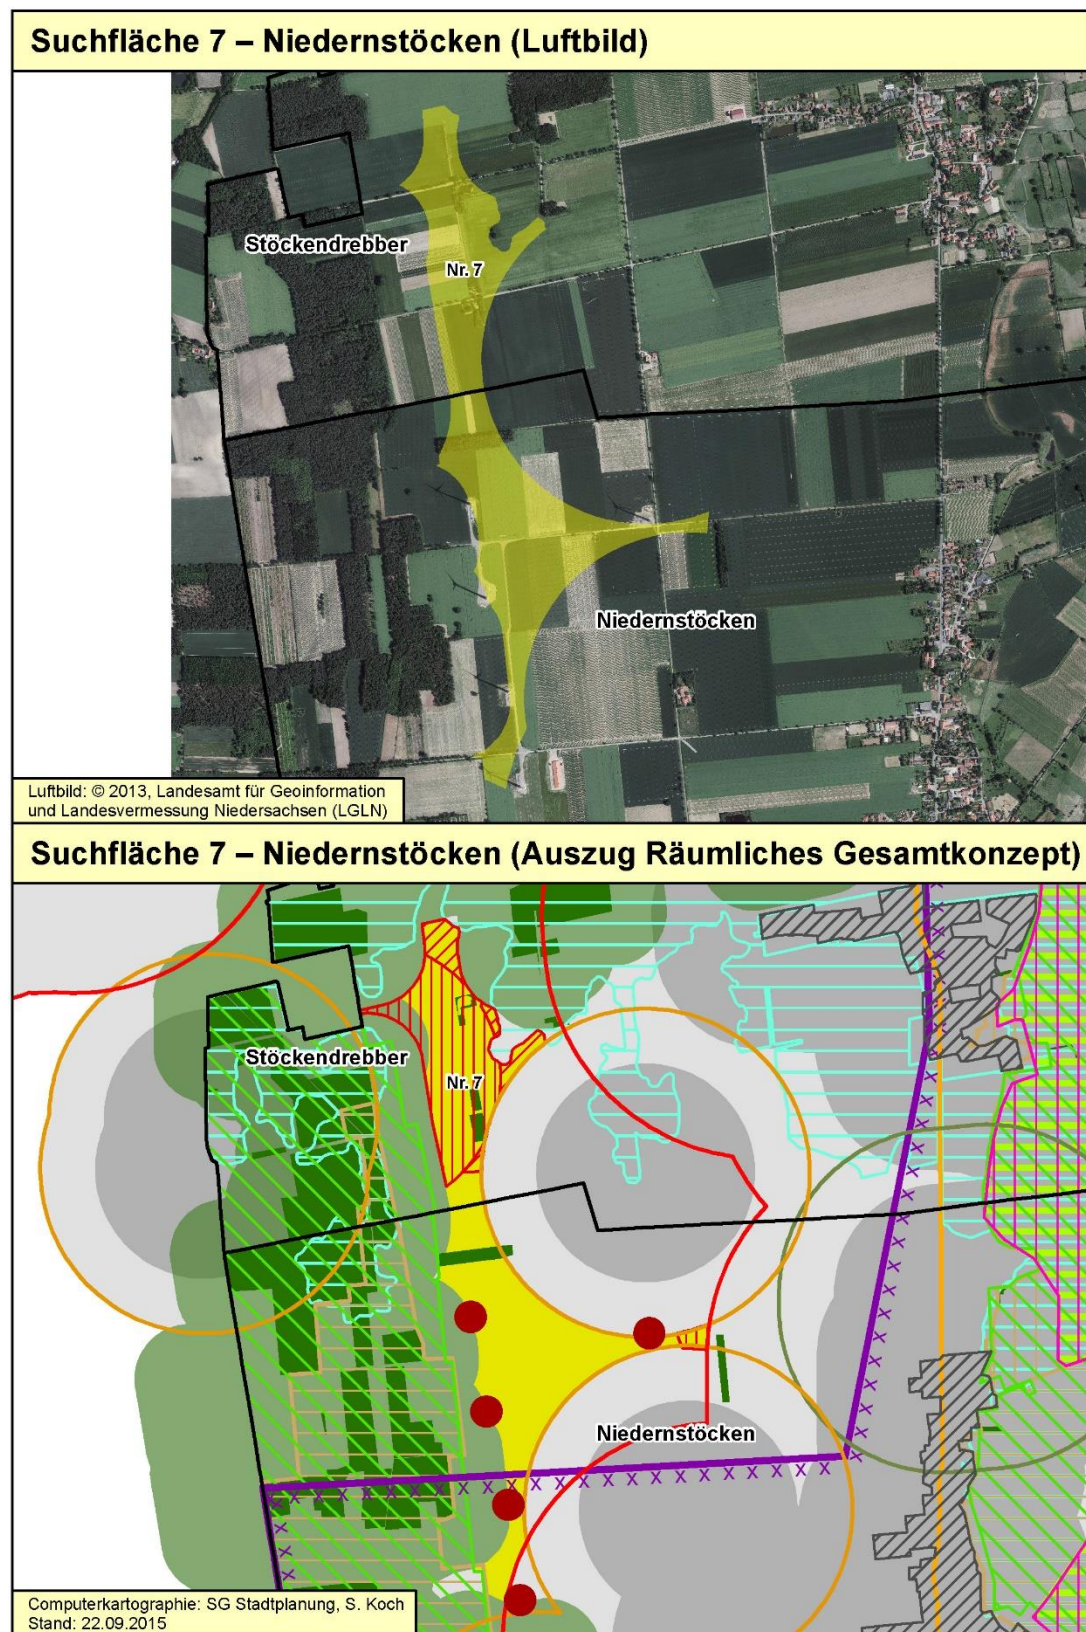 Suchfläche 7 – Niedernstöcken (Luftbild)
Stöckendrebber
Nr. 7
Niedernstöcken
Luftbild: © 2013, Landesamt für Geoinformation
und Landesvermessung Niedersachsen (LGLN)
Suchfläche 7 – Niedernstöcken (Auszug Räumliches Gesamtkonzept)
Stöckendrebber
Nr. 7
Niedernstöcken
Computerkartographie: SG Stadtplanung, S. Koch
Stand: 22.09.2015